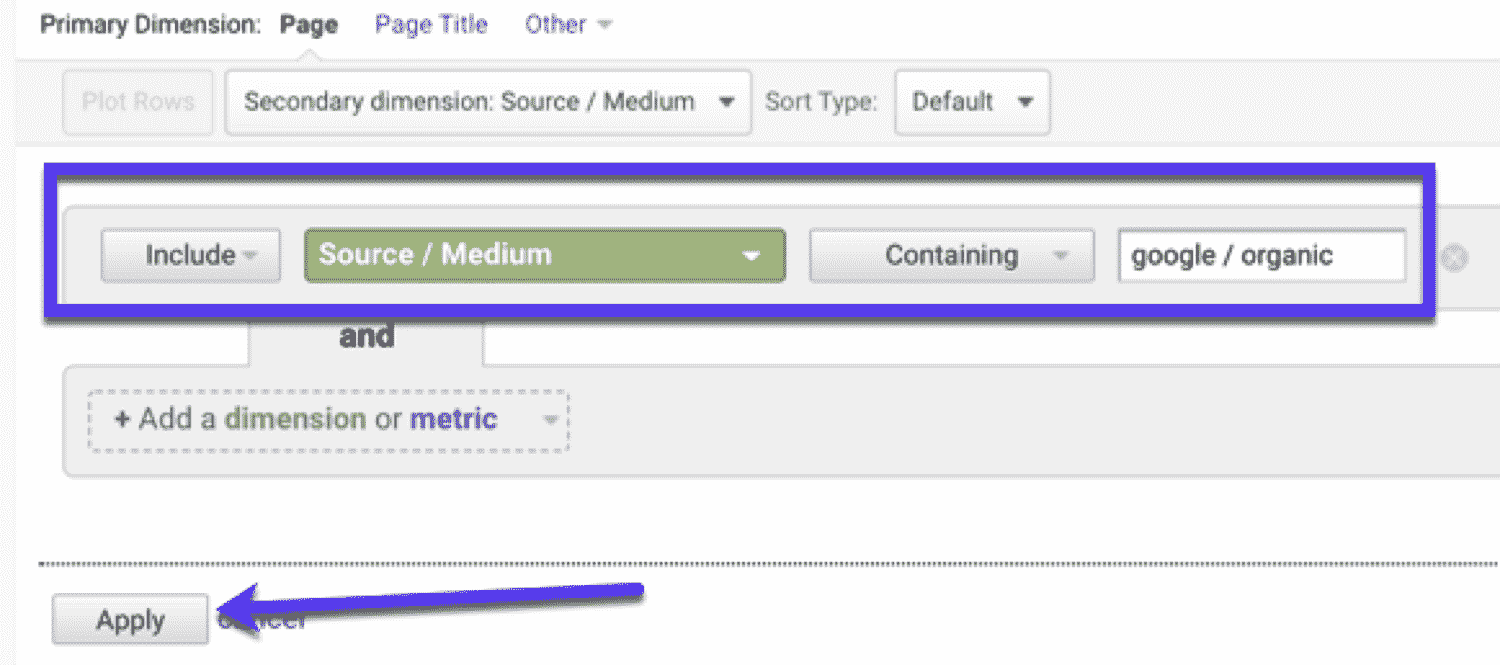 Primary Dimension: Page Page Title Other
Plot Rows Secondary dimension: Source / Medium Sort Type: Default
Include Source / Medium Containing google / organic
and
+ Add a dimension or metric
Apply cancel